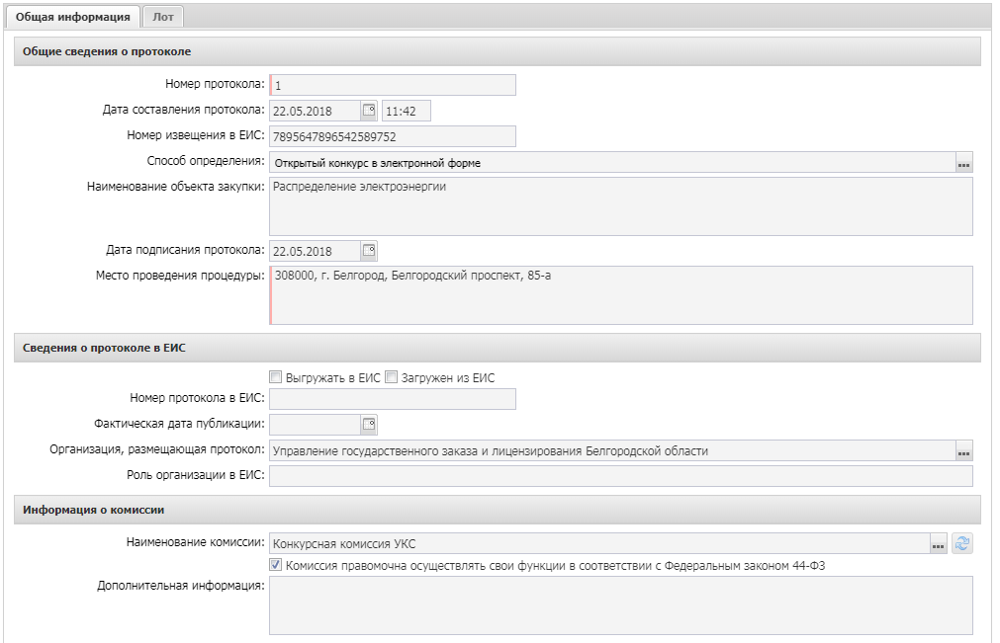 Общая информация Лот
Общие сведения о протоколе
Номер протокола: 1
Дата составления протокола: 22.05.2018 11:42
Номер извещения в ЕИС: 7895647896542589752
Способ определения: Открытый конкурс в электронной форме ...
Наименование объекта закупки: Распределение электроэнергии
Дата подписания протокола: 22.05.2018
Место проведения процедуры: 308000, г. Белгород, Белгородский проспект, 85-а
Сведения о протоколе в ЕИС
Выгружать в ЕИС Загружен из ЕИС
Номер протокола в ЕИС:
Фактическая дата публикации:
Организация, размещающая протокол: Управление государственного заказа и лицензирования Белгородской области ...
Роль организации в ЕИС:
Информация о комиссии
Наименование комиссии: Конкурсная комиссия УКС ...
Комиссия правомочна осуществлять свои функции в соответствии с Федеральным законом 44-ФЗ
Дополнительная информация: